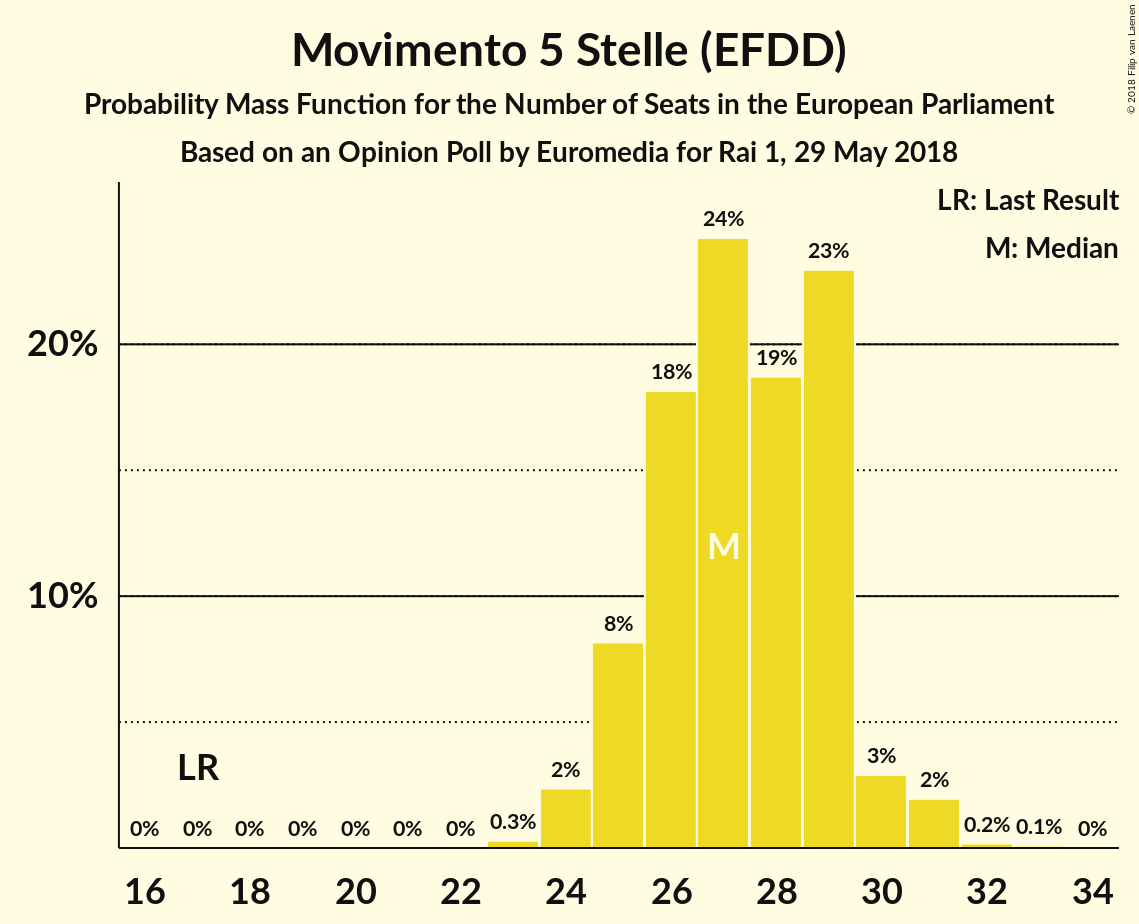 Movimento 5 Stelle (EFDD)
Probability Mass Function for the Number of Seats in the European Parliament
Based on an Opinion Poll by Euromedia for Rai 1, 29 May 2018
© 2018 Filip van Laenen
LR: Last Result
M: Median
24%
23%
20%
19%
18%
M
10%
8%
LR
3%
2%
2%
0% 0% 0% 0% 0% 0% 0% 0.3% 0.2% 0.1% 0%
16 18 20 22 24 26 28 30 32 34